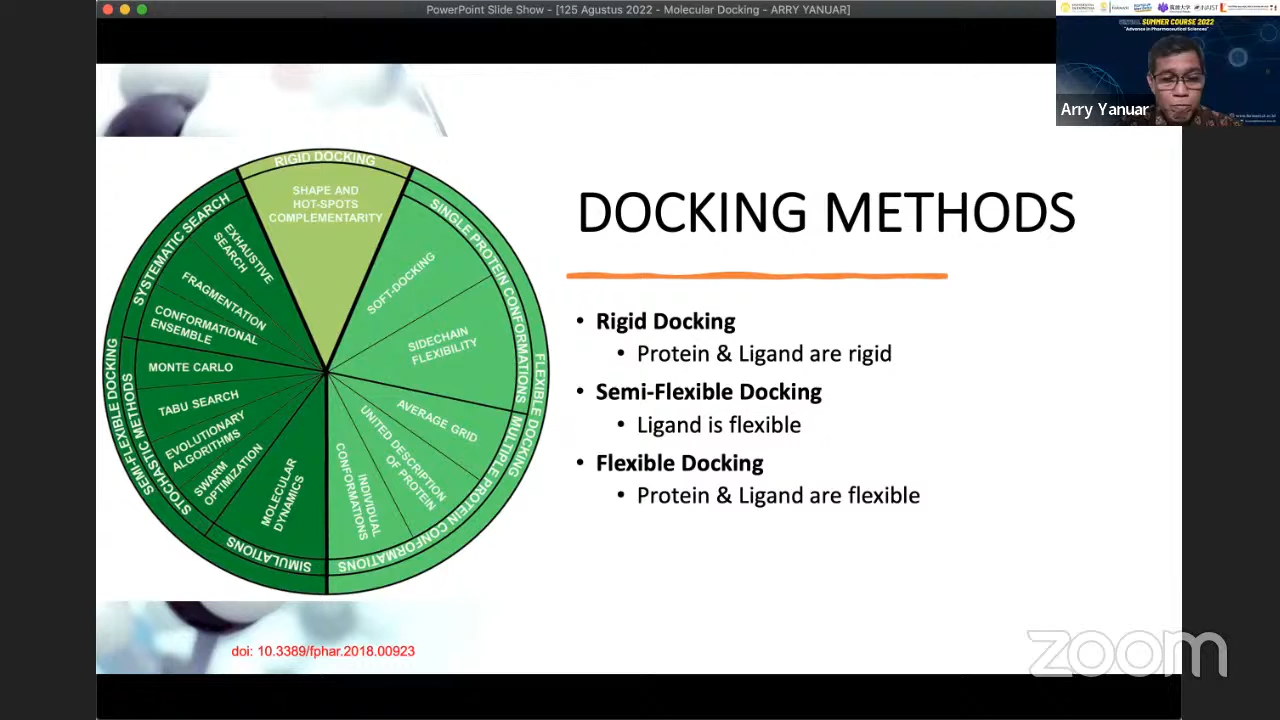 PowerPoint Slide Show - [125 Agustus 2022 - Molecular Docking - ARRY YANUAR]
VIRTUAL SUMMER COURSE 2022
"Advance in Pharmaceutical Sciences"
Arry Yanuar
DOCKING METHODS
• Rigid Docking
• Protein & Ligand are rigid
• Semi-Flexible Docking
• Ligand is flexible
• Flexible Docking
• Protein & Ligand are flexible
RIGID DOCKING
SHAPE AND
HOT-SPOTS
COMPLEMENTARITY
FLEXIBLE DOCKING
SINGLE PROTEIN CONFORMATIONS
SOFT-DOCKING
SIDECHAIN
FLEXIBILITY
MULTIPLE PROTEIN CONFORMATIONS
AVERAGE GRID
UNITED DESCRIPTION
OF PROTEIN
INDIVIDUAL
CONFORMATIONS
SEMI-FLEXIBLE DOCKING
SIMULATIONS
MOLECULAR
DYNAMICS
STOCHASTIC METHODS
SWARM
OPTIMIZATION
EVOLUTIONARY
ALGORITHMS
TABU SEARCH
MONTE CARLO
SYSTEMATIC SEARCH
CONFORMATIONAL
ENSEMBLE
FRAGMENTATION
EXHAUSTIVE
SEARCH
doi: 10.3389/fphar.2018.00923
zoom